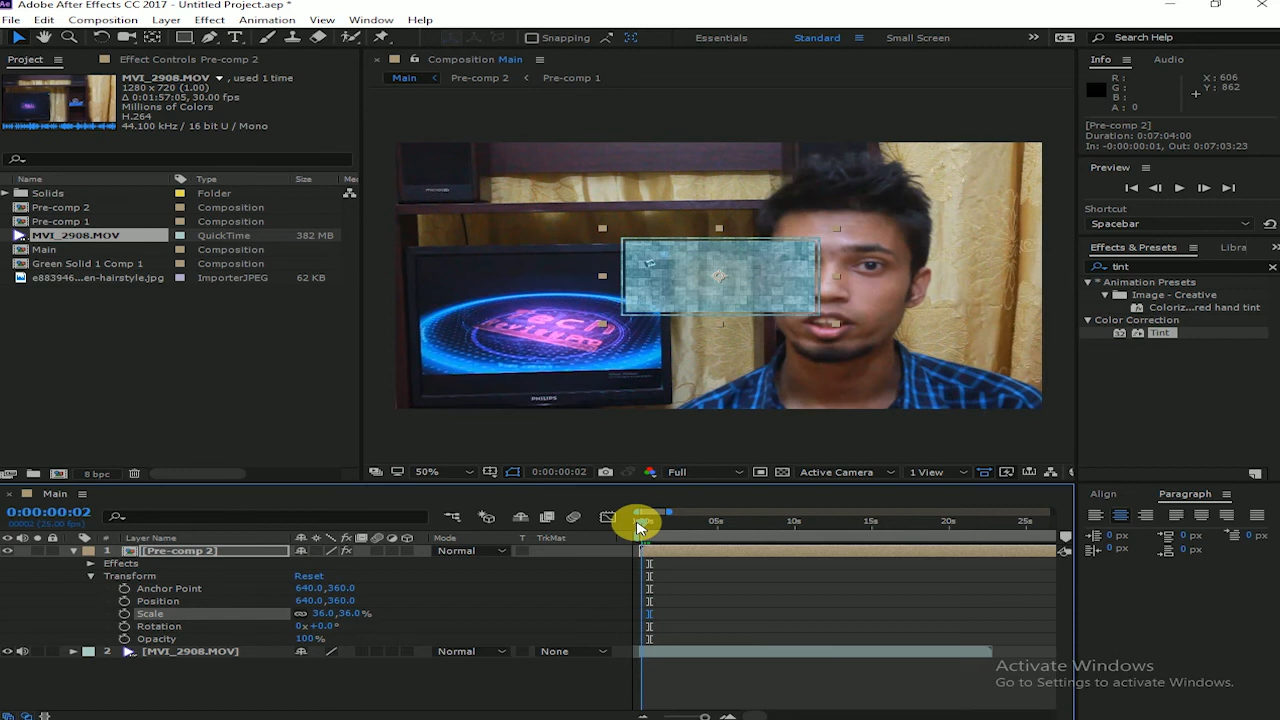 Adobe After Effects CC 2017 - Untitled Project.aep *
File Edit Composition Layer Effect Animation View Window Help
Snapping Essentials Standard Small Screen Search Help
Project Effect Controls Pre-comp 2
MVI_2908.MOV , used 1 time
1280 x 720 (1.00)
Δ 0:01:57:05, 30.00 fps
Millions of Colors
H.264
44.100 kHz / 16 bit U / Mono
Name Type Size Me
Solids Folder
Pre-comp 2 Composition
Pre-comp 1 Composition
MVI_2908.MOV QuickTime 382 MB
Main Composition
Green Solid 1 Comp 1 Composition
e883946...en-hairstyle.jpg ImporterJPEG 62 KB
8 bpc
Composition Main
Main Pre-comp 2 Pre-comp 1
PHILIPS
50% 0:00:00:02 Full Active Camera 1 View
Info Audio
R: X: 606
G: Y: 862
B:
A: 0
[Pre-comp 2]
Duration: 0:07:04:00
In: -0:00:00:01, Out: 0:07:03:23
Preview
Shortcut
Spacebar
Effects & Presets Libra
tint
* Animation Presets
Image - Creative
Coloriz...red hand tint
Color Correction
Tint
Align Paragraph
0 px 0 px 0 px
0 px 0 px
Main
0:00:00:02
00002 (25.00 fps)
05s 10s 15s 20s 25s
# Layer Name Mode T TrkMat
1 [Pre-comp 2] Normal
Effects
Transform Reset
Anchor Point 640.0,360.0
Position 640.0,360.0
Scale 36.0,36.0%
Rotation 0x+0.0°
Opacity 100%
2 [MVI_2908.MOV] Normal None
Activate Windows
Go to Settings to activate Windows.